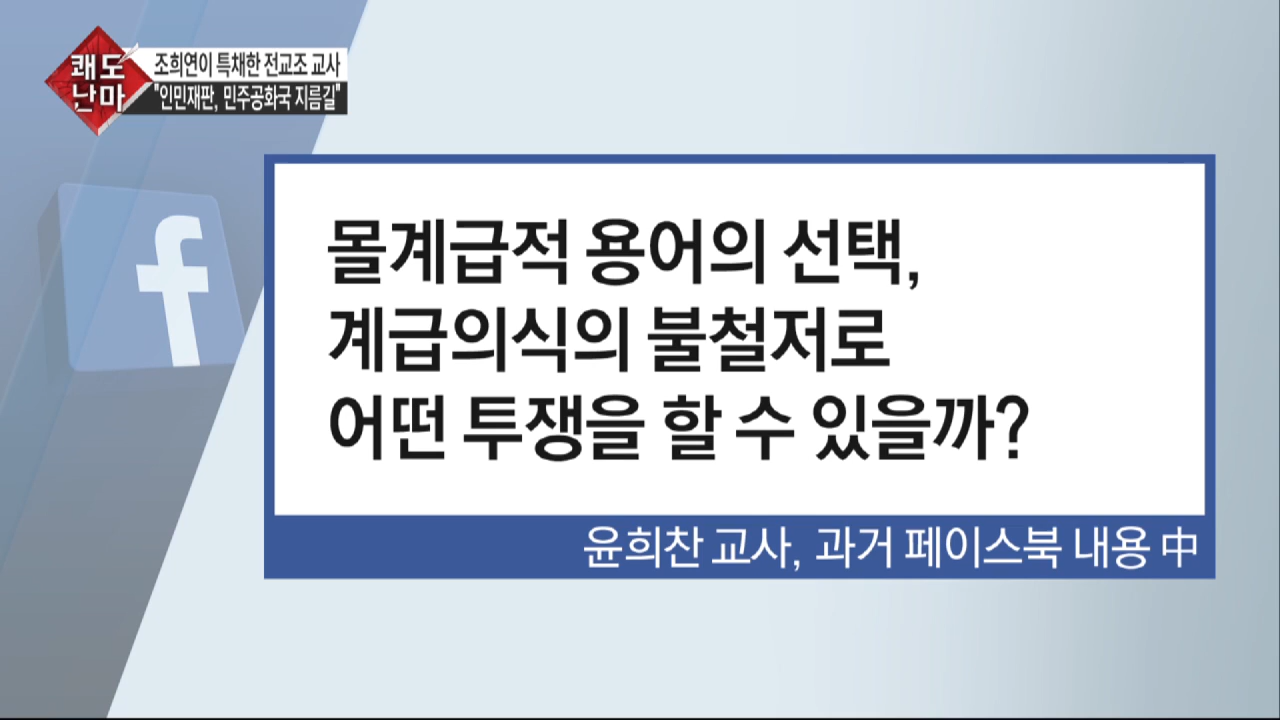 쾌도
난마
조희연이 특채한 전교조 교사
"인민재판, 민주공화국 지름길"
f
몰계급적 용어의 선택,
계급의식의 불철저로
어떤 투쟁을 할 수 있을까?
윤희찬 교사, 과거 페이스북 내용 中